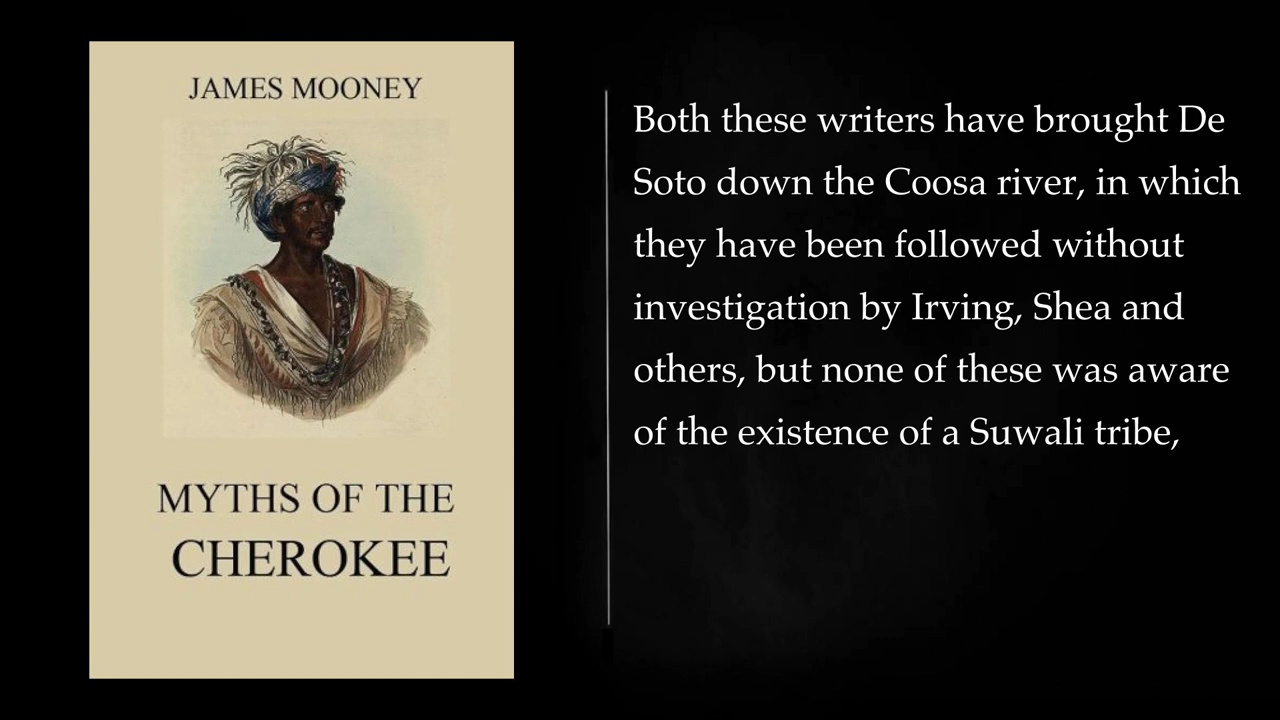 JAMES MOONEY
MYTHS OF THE
CHEROKEE
Both these writers have brought De
Soto down the Coosa river, in which
they have been followed without
investigation by Irving, Shea and
others, but none of these was aware
of the existence of a Suwali tribe,